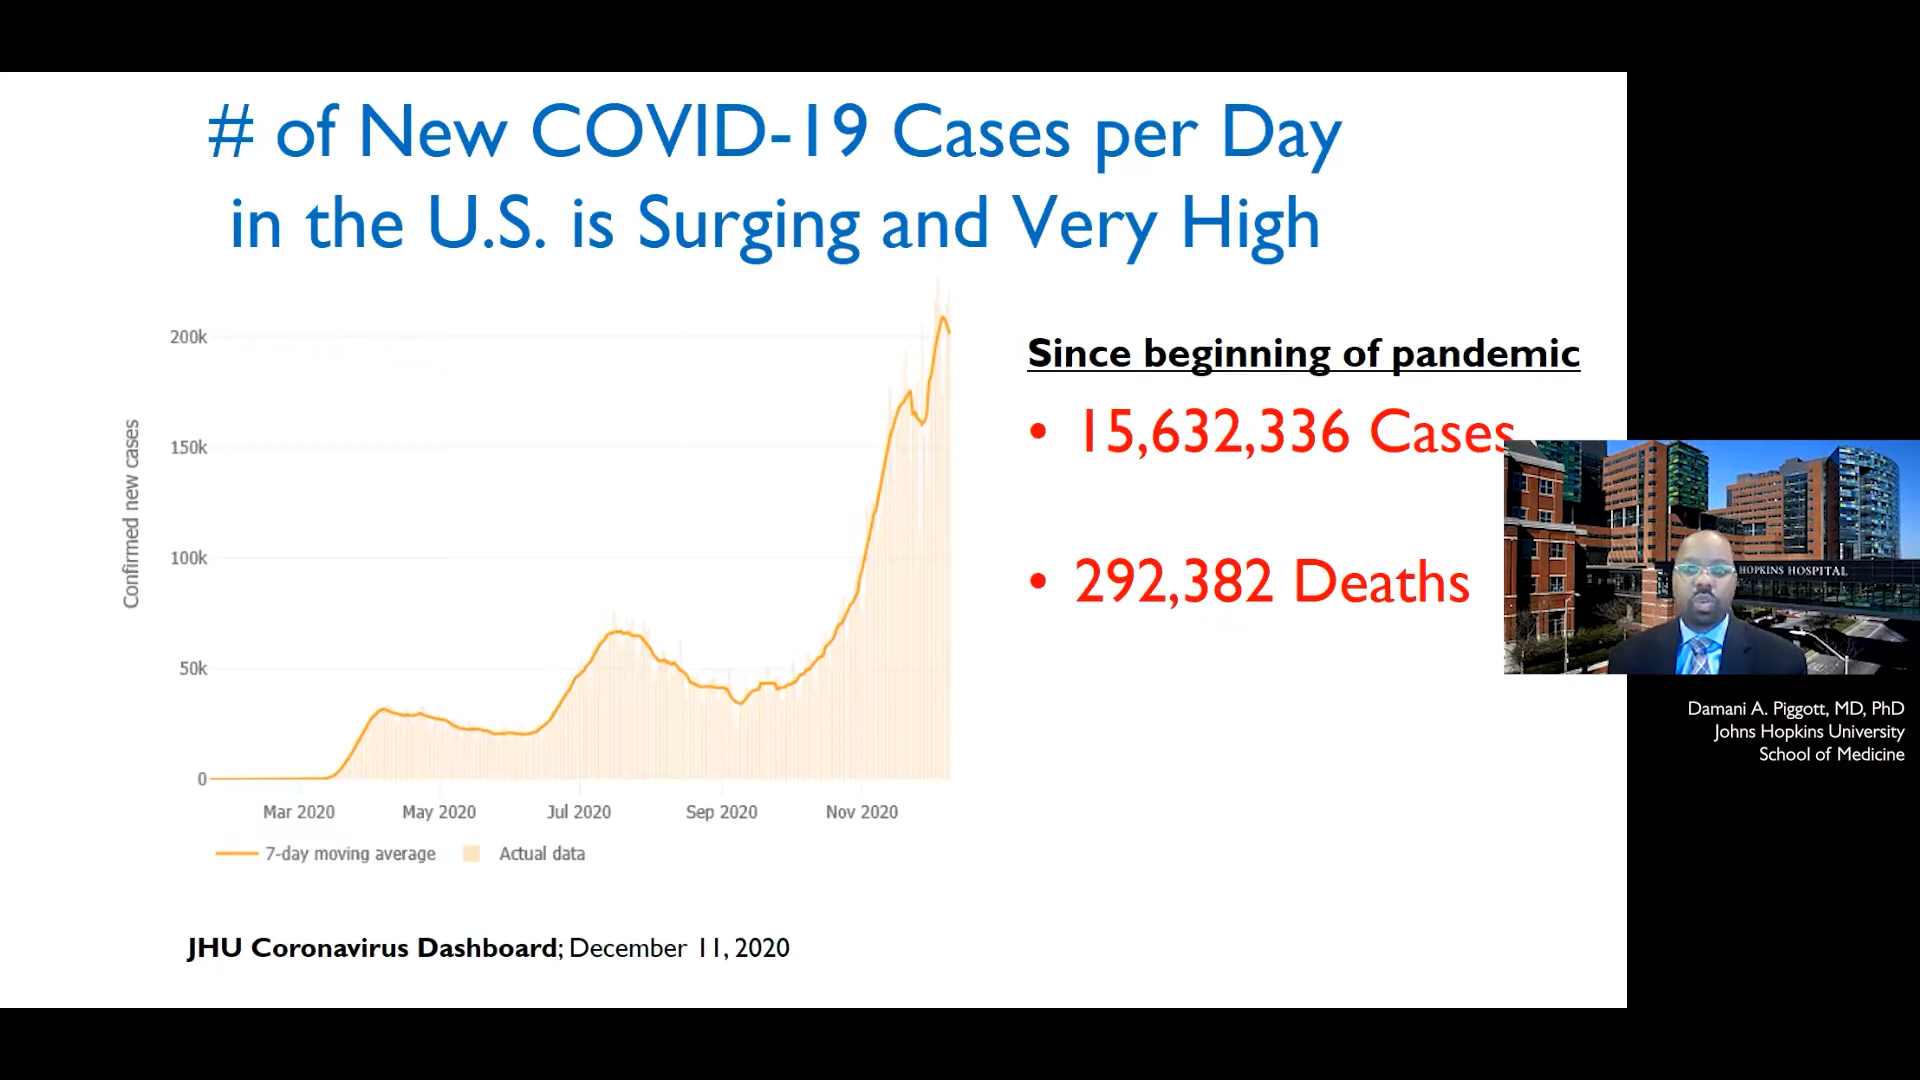 # of New COVID-19 Cases per Day
in the U.S. is Surging and Very High
200k
150k
100k
50k
0
Confirmed new cases
Mar 2020
May 2020
Jul 2020
Sep 2020
Nov 2020
7-day moving average
Actual data
Since beginning of pandemic
• 15,632,336 Cases
• 292,382 Deaths
HOPKINS HOSPITAL
Damani A. Piggott, MD, PhD
Johns Hopkins University
School of Medicine
JHU Coronavirus Dashboard; December 11, 2020